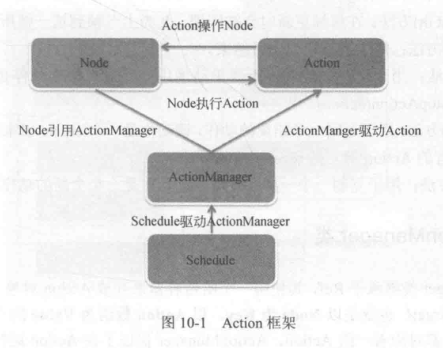 Action操作Node
Node
Action
Node执行Action
Node引用ActionManager
ActionManger驱动Action
ActionManager
Schedule驱动ActionManager
Schedule
图 10-1 Action 框架